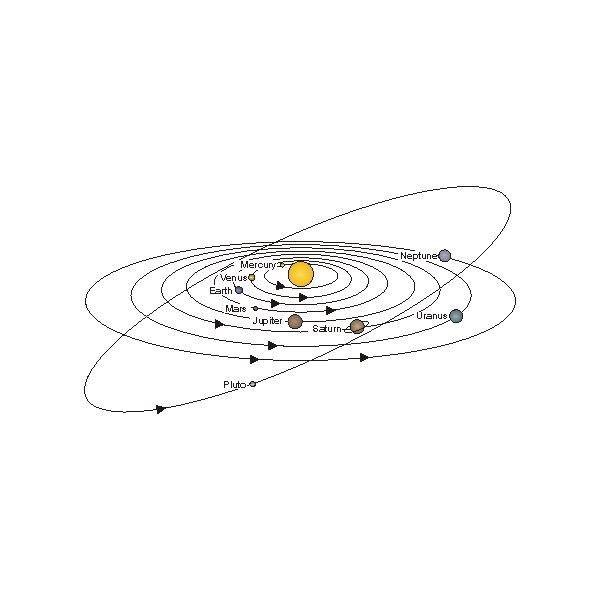 Neptune
Mercury
Venus
Earth
Mars
Uranus
Jupiter
Saturn
Pluto